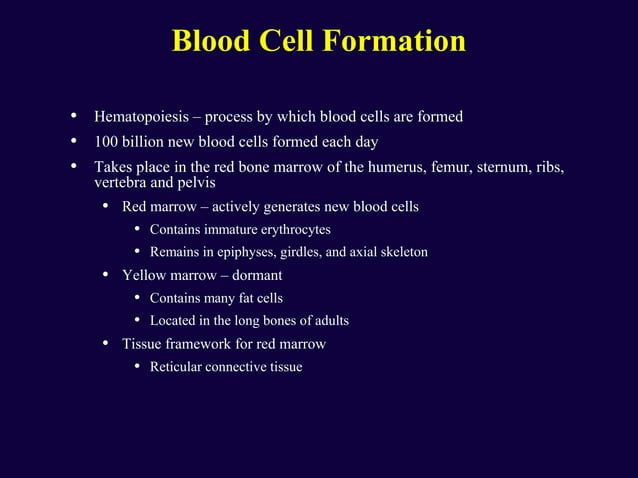 Blood Cell Formation
• Hematopoiesis – process by which blood cells are formed
• 100 billion new blood cells formed each day
• Takes place in the red bone marrow of the humerus, femur, sternum, ribs,
vertebra and pelvis
• Red marrow – actively generates new blood cells
• Contains immature erythrocytes
• Remains in epiphyses, girdles, and axial skeleton
• Yellow marrow – dormant
• Contains many fat cells
• Located in the long bones of adults
• Tissue framework for red marrow
• Reticular connective tissue